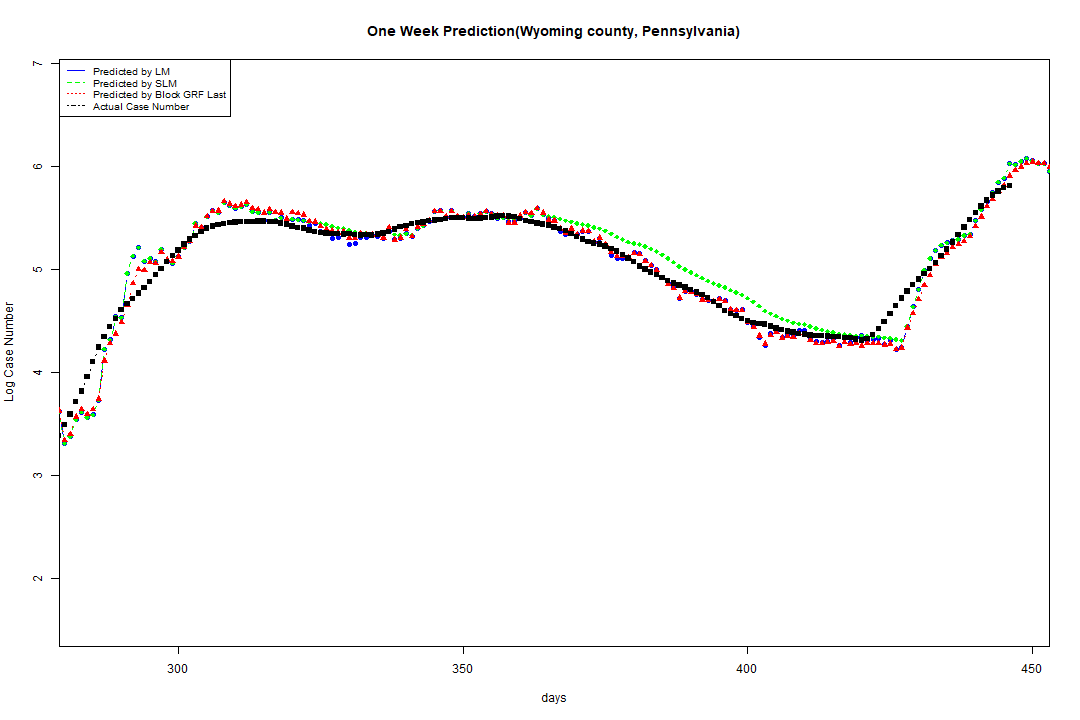 One Week Prediction(Wyoming county, Pennsylvania)
Predicted by LM
Predicted by SLM
Predicted by Block GRF Last
Actual Case Number
7
6
5
4
3
2
Log Case Number
300 350 400 450
days